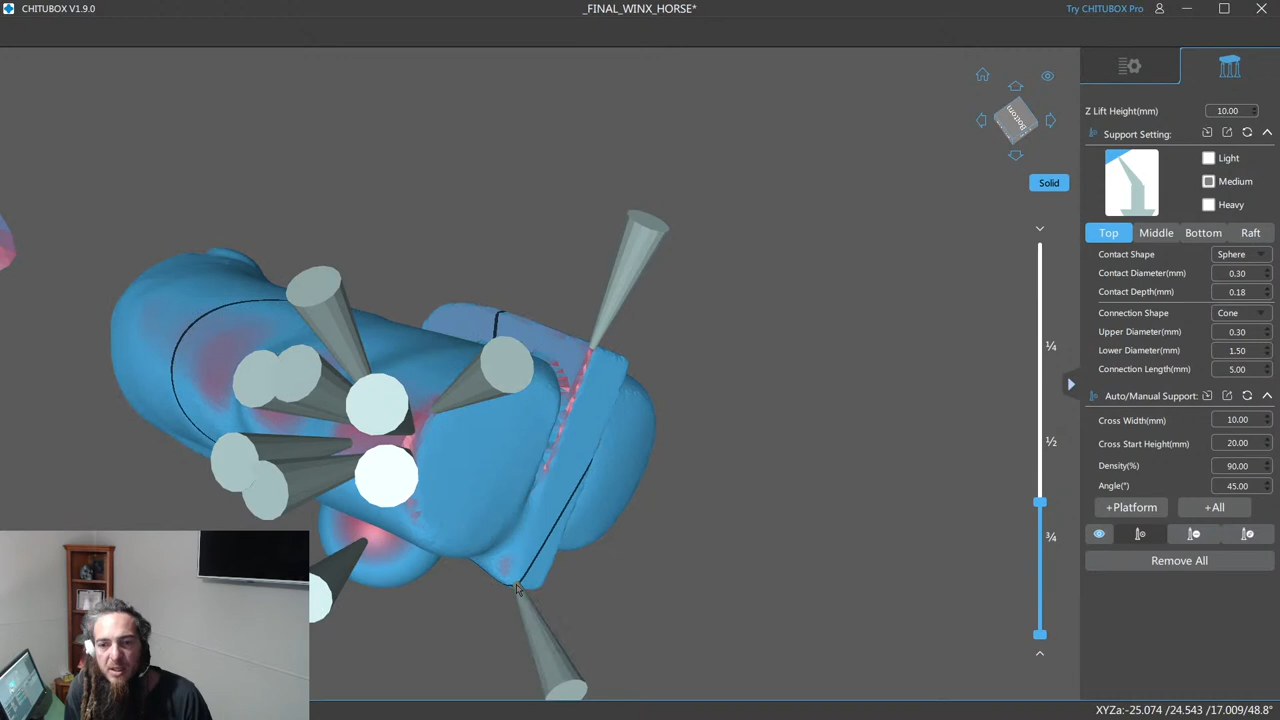 CHITUBOX V1.9.0
_FINAL_WINX_HORSE*
Try CHITUBOX Pro
Z Lift Height(mm) 10.00
Bottom
Support Setting:
Light
Solid
Medium
Heavy
Top Middle Bottom Raft
Contact Shape Sphere
Contact Diameter(mm) 0.30
Contact Depth(mm) 0.18
Connection Shape Cone
Upper Diameter(mm) 0.30
¼
Lower Diameter(mm) 1.50
Connection Length(mm) 5.00
Auto/Manual Support:
Cross Width(mm) 10.00
½
Cross Start Height(mm) 20.00
Density(%) 90.00
Angle(°) 45.00
+Platform +All
¾
Remove All
XYZa:-25.074 /24.543 /17.009/48.8°